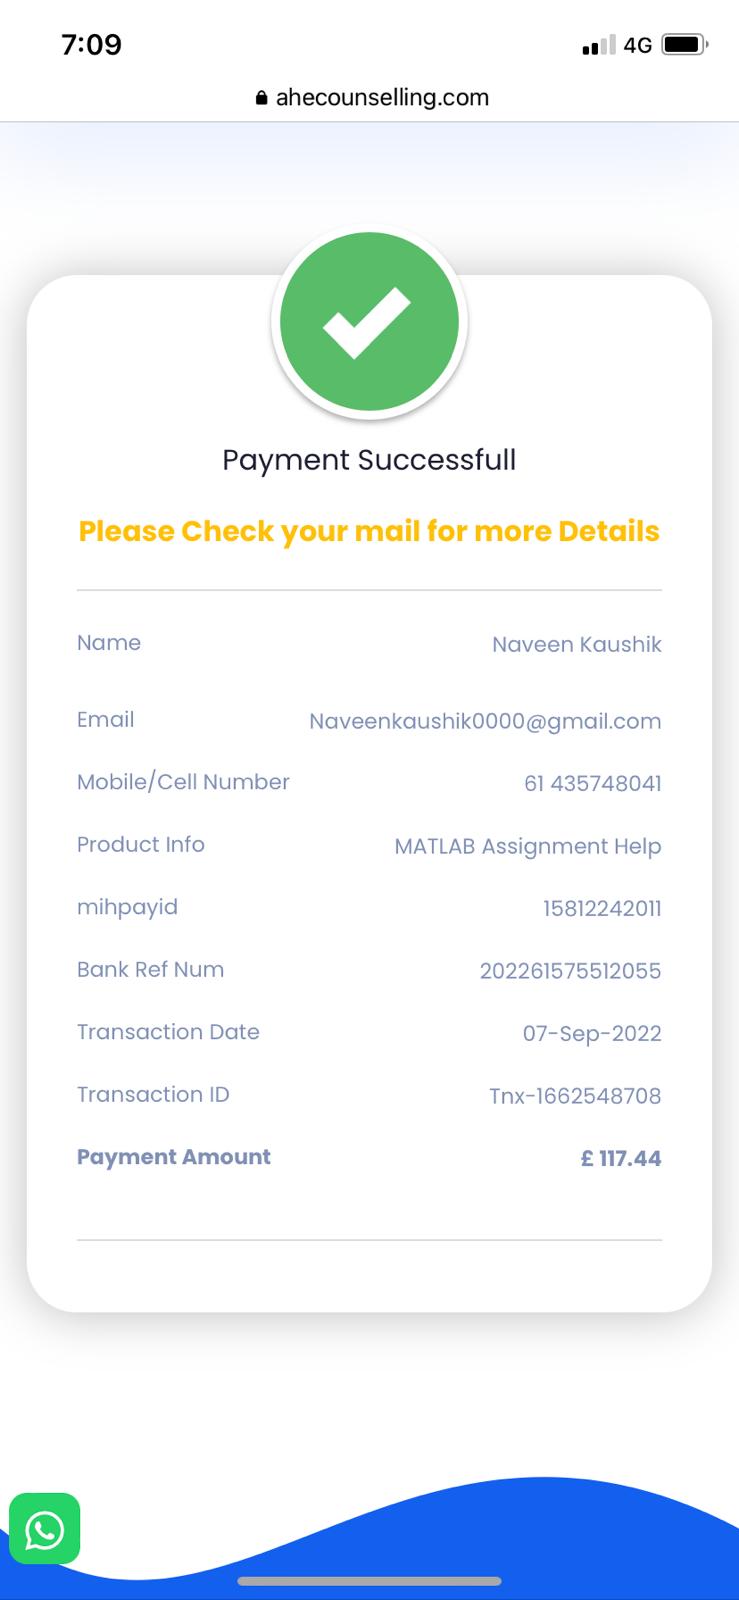 7:09
4G
ahecounselling.com
Payment Successfull
Please Check your mail for more Details
Name Naveen Kaushik
Email Naveenkaushik0000@gmail.com
Mobile/Cell Number 61 435748041
Product Info MATLAB Assignment Help
mihpayid 15812242011
Bank Ref Num 202261575512055
Transaction Date 07-Sep-2022
Transaction ID Tnx-1662548708
Payment Amount £ 117.44